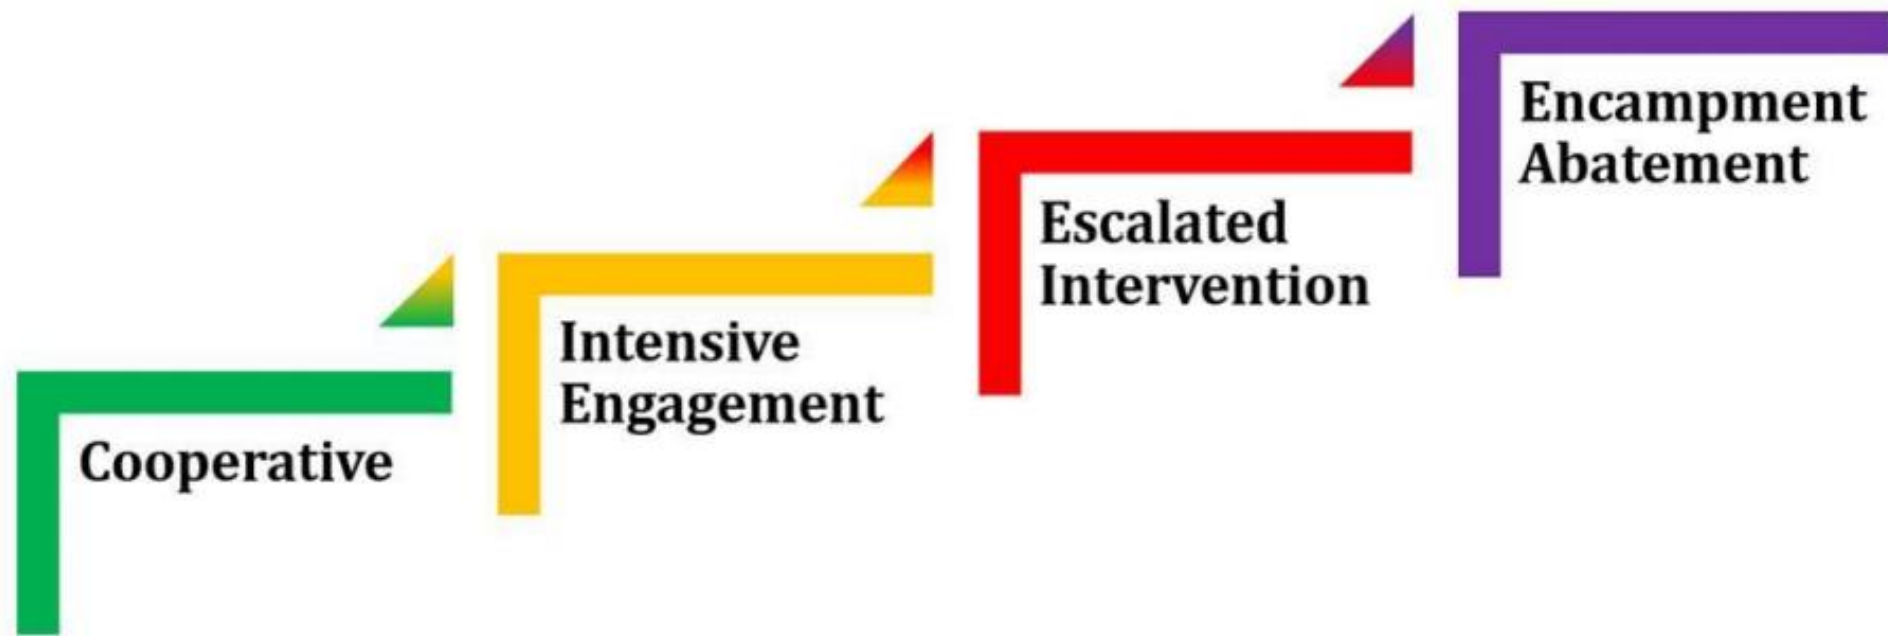 Cooperative
Intensive
Engagement
Escalated
Intervention
Encampment
Abatement